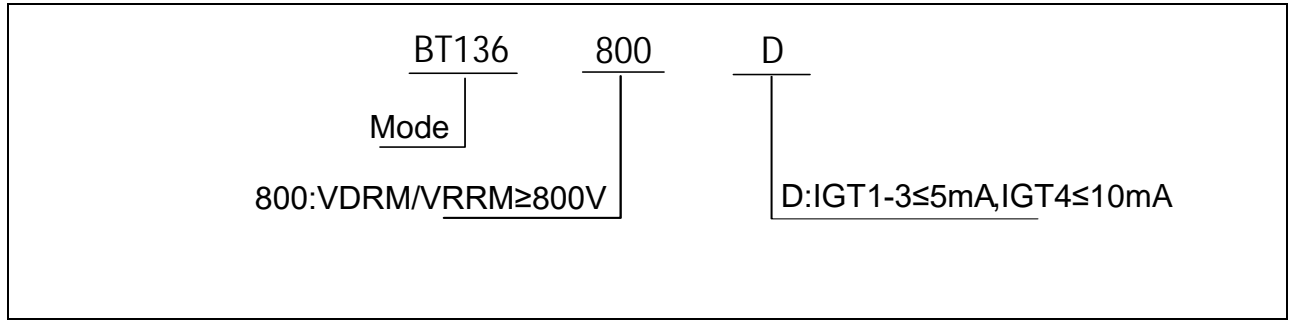 BT136 800 D
Mode
800:VDRM/VRRM≥800V D:IGT1-3≤5mA,IGT4≤10mA